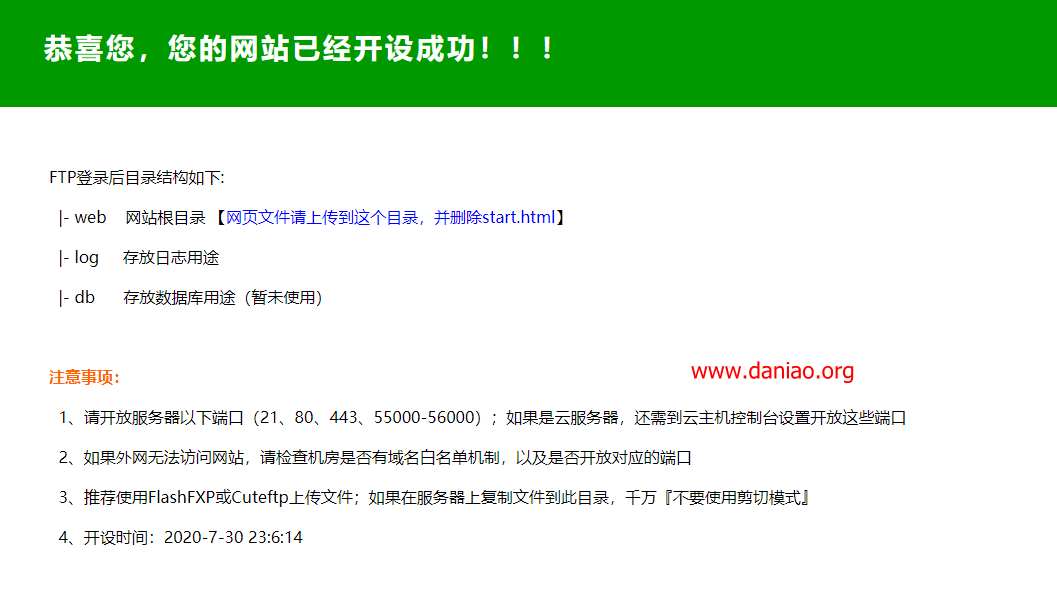 恭喜您，您的网站已经开设成功！！！
FTP登录后目录结构如下:
|- web 网站根目录 【网页文件请上传到这个目录，并删除start.html】
|- log 存放日志用途
|- db 存放数据库用途（暂未使用）
注意事项：
www.daniao.org
1、请开放服务器以下端口（21、80、443、55000-56000）；如果是云服务器，还需到云主机控制台设置开放这些端口
2、如果外网无法访问网站，请检查机房是否有域名白名单机制，以及是否开放对应的端口
3、推荐使用FlashFXP或Cuteftp上传文件；如果在服务器上复制文件到此目录，千万『不要使用剪切模式』
4、开设时间：2020-7-30 23:6:14